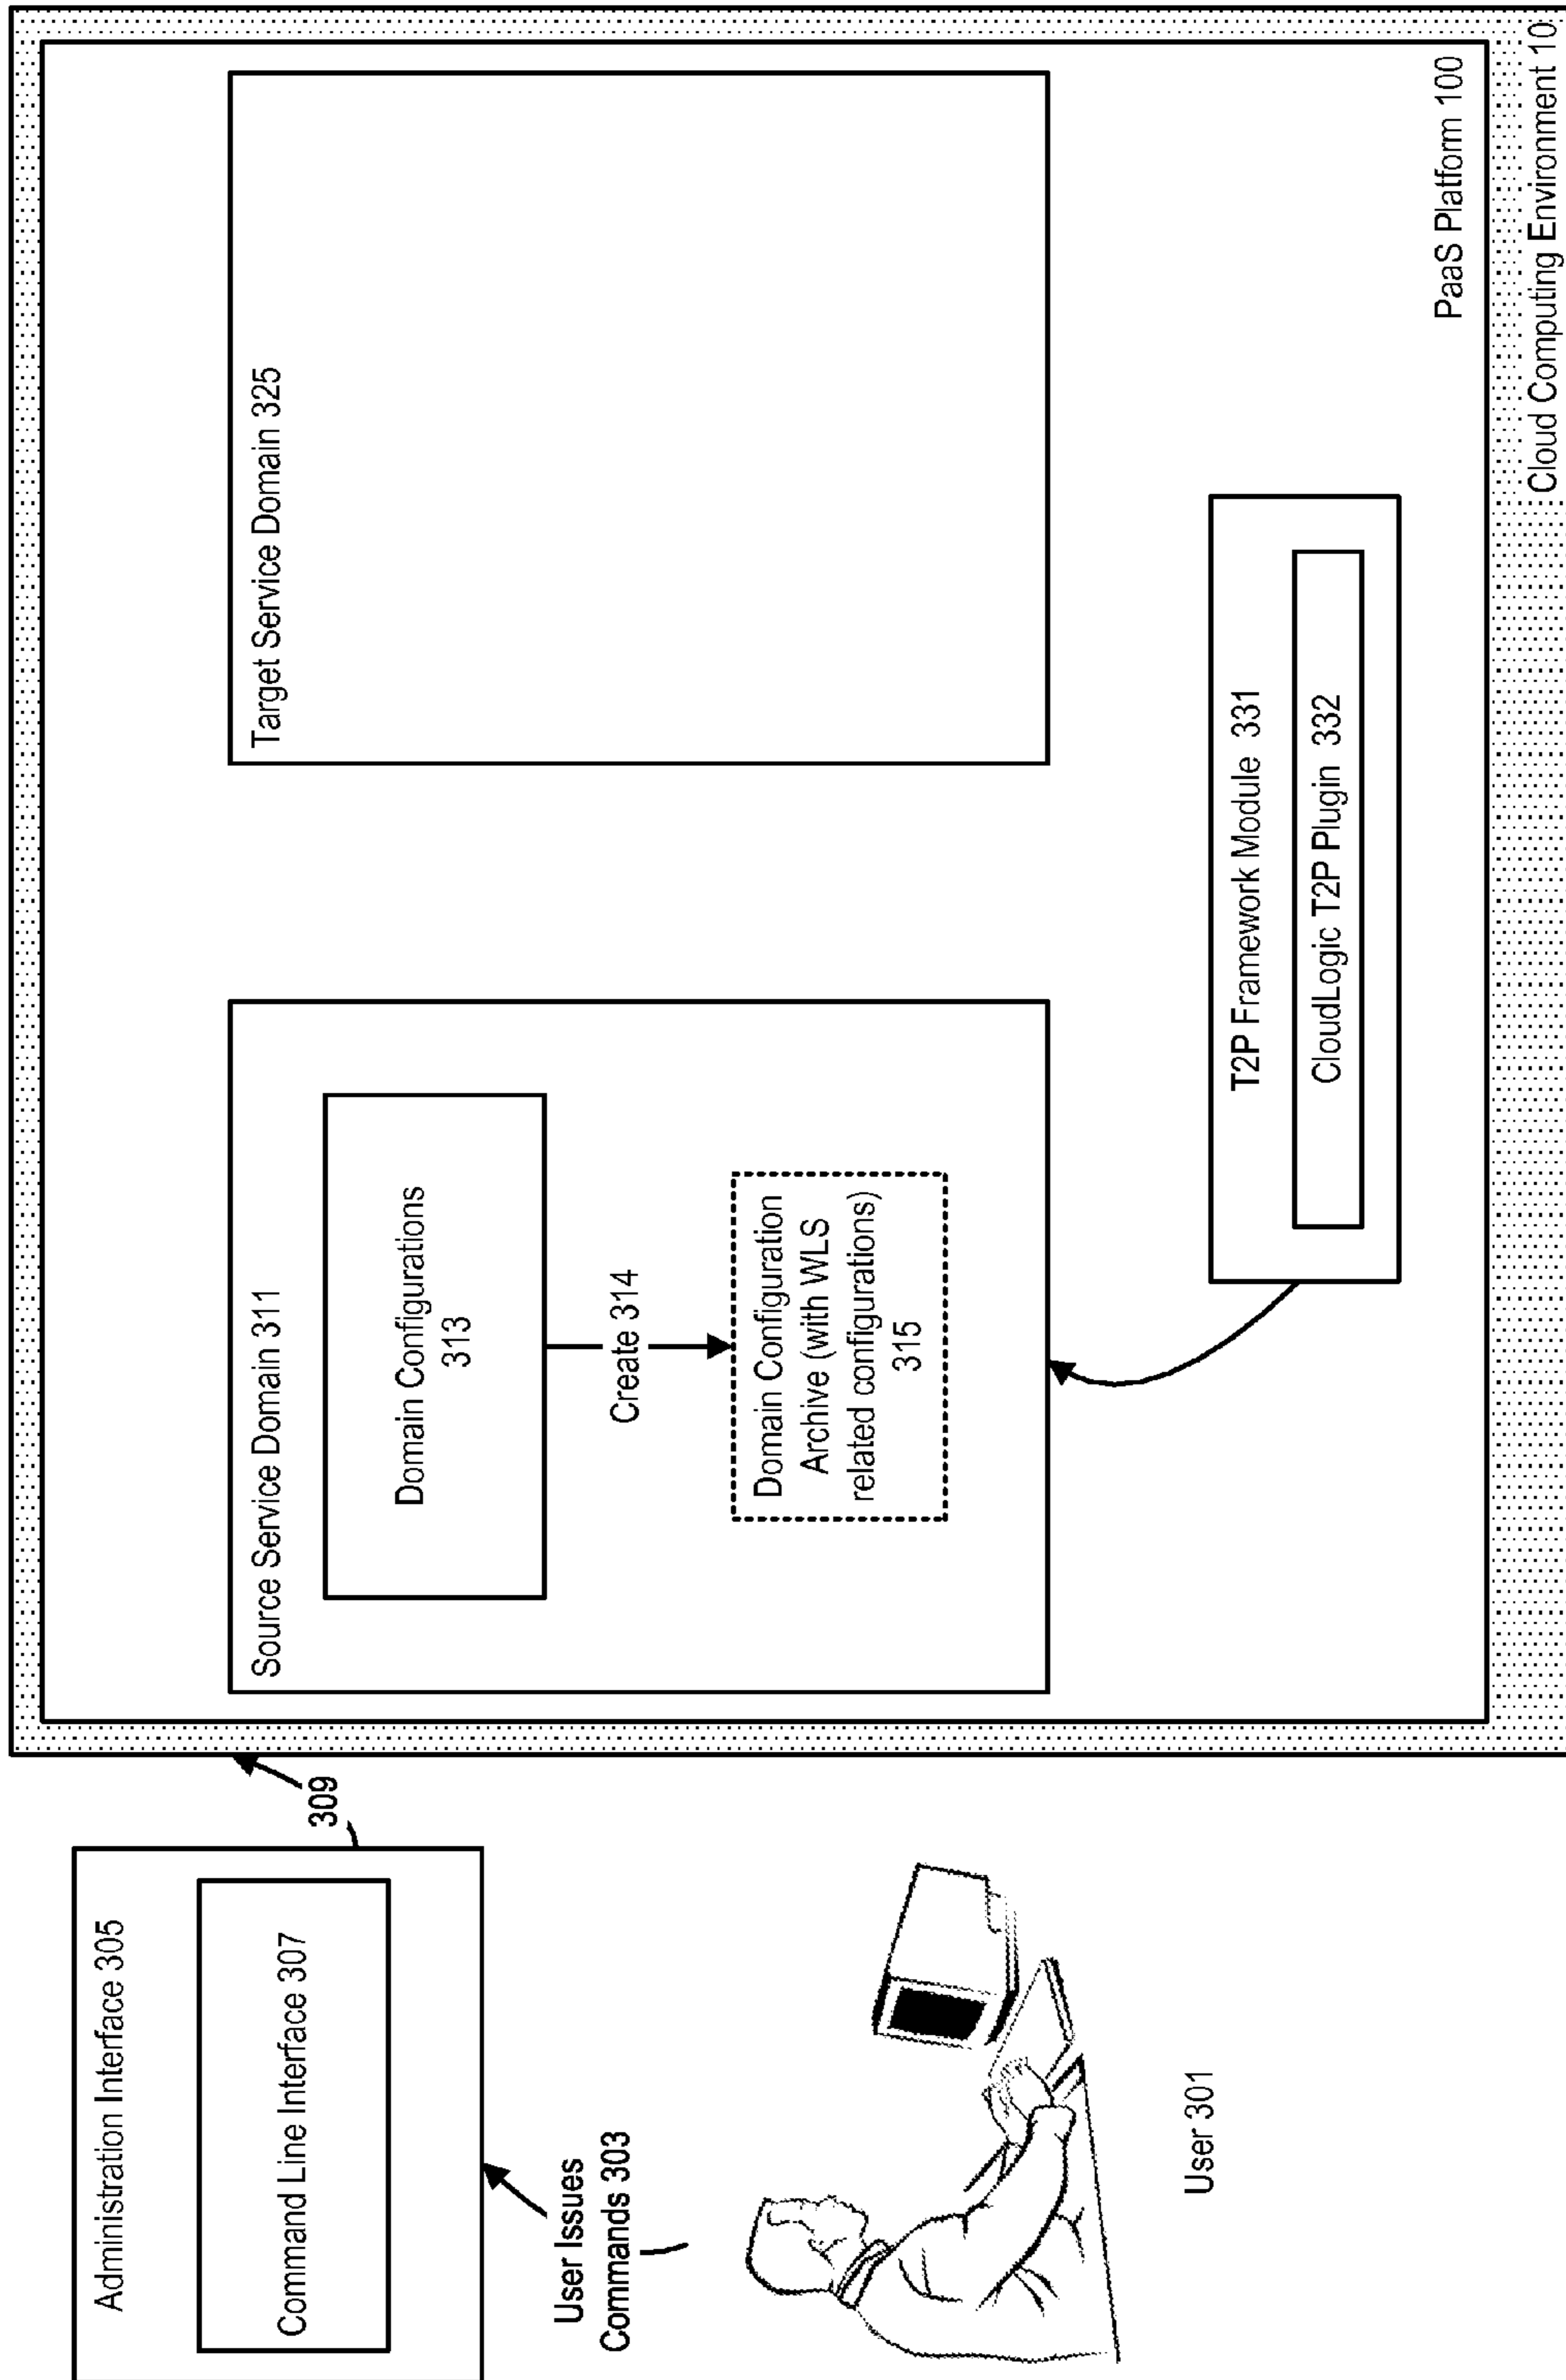 Administration Interface 305
Command Line Interface 307
309
User Issues
Commands 303
User 301
Source Service Domain 311
Domain Configurations
313
Create 314
Domain Configuration
Archive (with WLS
related configurations)
315
Target Service Domain 325
T2P Framework Module 331
CloudLogic T2P Plugin 332
PaaS Platform 100
Cloud Computing Environment 10